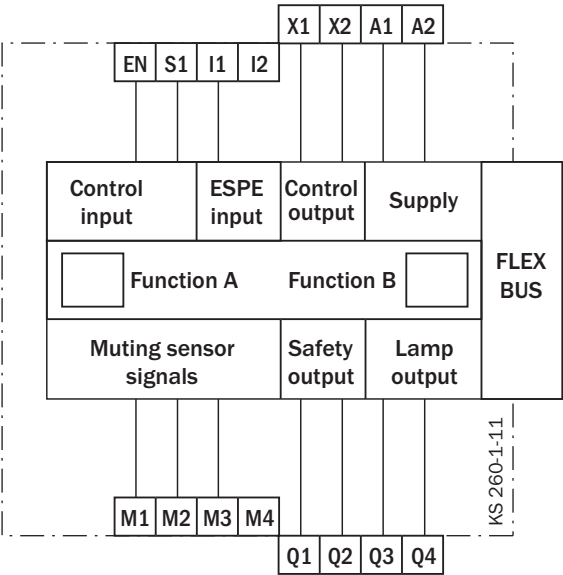 X1 X2 A1 A2
EN S1 I1 I2
Control
input
ESPE
input
Control
output
Supply
FLEX
BUS
Function A
Function B
Muting sensor
signals
Safety
output
Lamp
output
KS 260-1-11
M1 M2 M3 M4
Q1 Q2 Q3 Q4